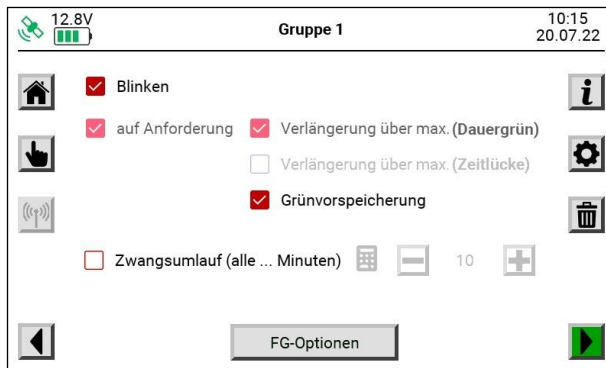 12.8V
Gruppe 1
10:15
20.07.22
Blinken
auf Anforderung
Verlängerung über max. (Dauergrün)
Verlängerung über max. (Zeitlücke)
Grünvorspeicherung
Zwangsumlauf (alle ... Minuten)
10
FG-Optionen